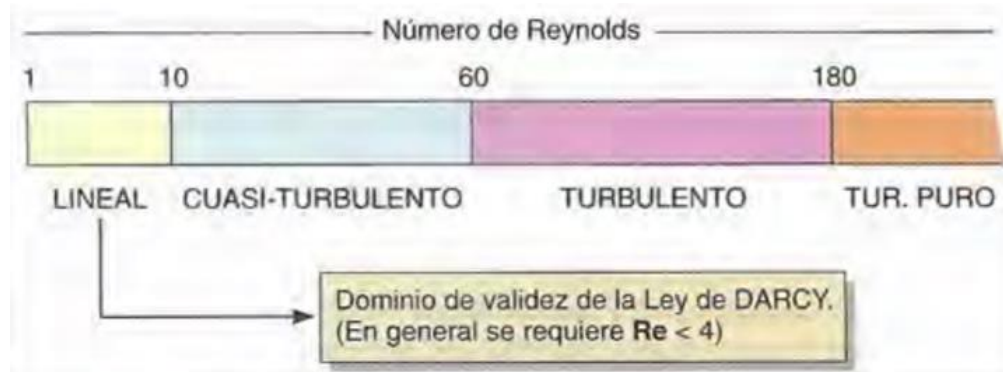 Número de Reynolds
1 10 60 180
LINEAL CUASI-TURBULENTO TURBULENTO TUR. PURO
Dominio de validez de la Ley de DARCY.
(En general se requiere Re < 4)